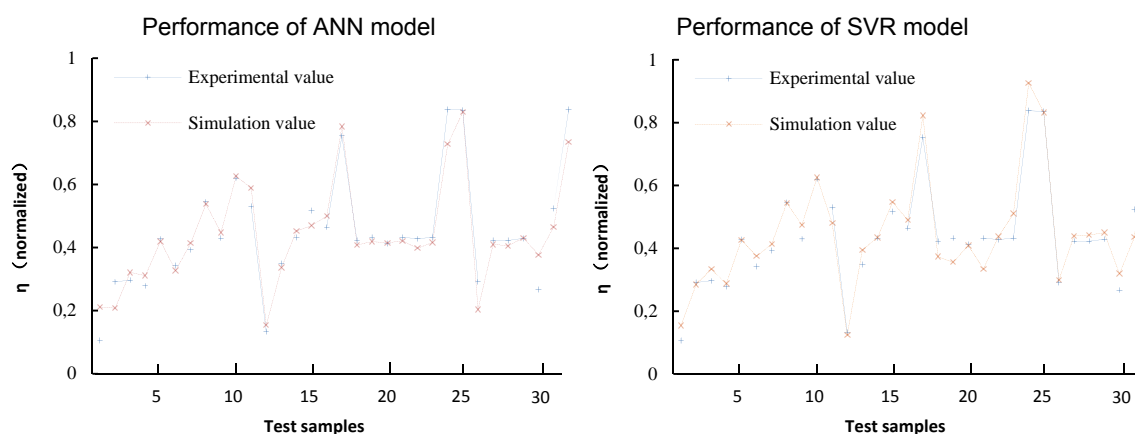 Performance of ANN model
1
Experimental value
0,8
Simulation value
0,6
0,4
0,2
0
η (normalized)
5 10 15 20 25 30
Test samples
Performance of SVR model
1
Experimental value
0,8
Simulation value
0,6
0,4
0,2
0
η (normalized)
5 10 15 20 25 30
Test samples